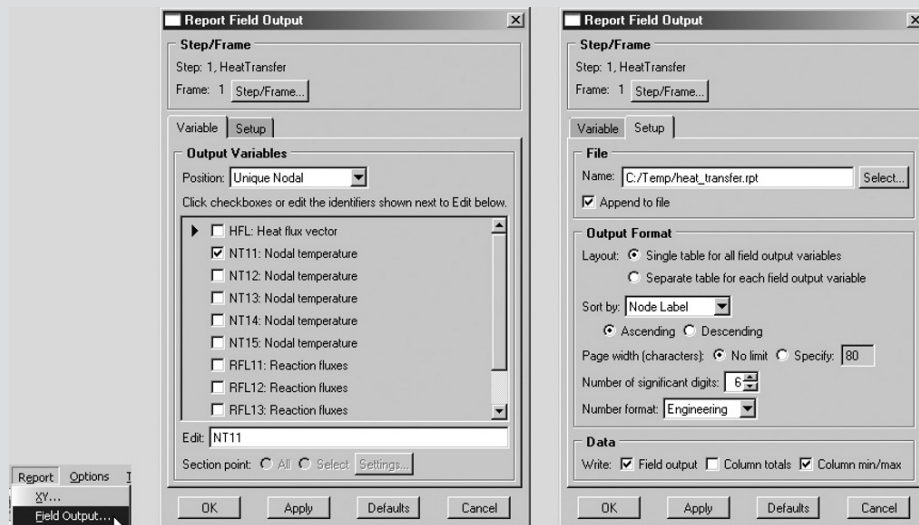 Report Field Output
Step/Frame
Step: 1, HeatTransfer
Frame: 1 Step/Frame...
Variable Setup
Output Variables
Position: Unique Nodal
Click checkboxes or edit the identifiers shown next to Edit below.
HFL: Heat flux vector
NT11: Nodal temperature
NT12: Nodal temperature
NT13: Nodal temperature
NT14: Nodal temperature
NT15: Nodal temperature
RFL11: Reaction fluxes
RFL12: Reaction fluxes
RFL13: Reaction fluxes
Edit: NT11
Section point: All Select Settings...
OK Apply Defaults Cancel
Report Field Output
Step/Frame
Step: 1, HeatTransfer
Frame: 1 Step/Frame...
Variable Setup
File
Name: C:/Temp/heat_transfer.rpt Select...
Append to file
Output Format
Layout: Single table for all field output variables
Separate table for each field output variable
Sort by: Node Label
Ascending Descending
Page width (characters): No limit Specify: 80
Number of significant digits: 6
Number format: Engineering
Data
Write: Field output Column totals Column min/max
OK Apply Defaults Cancel
Report Options
XY...
Field Output...